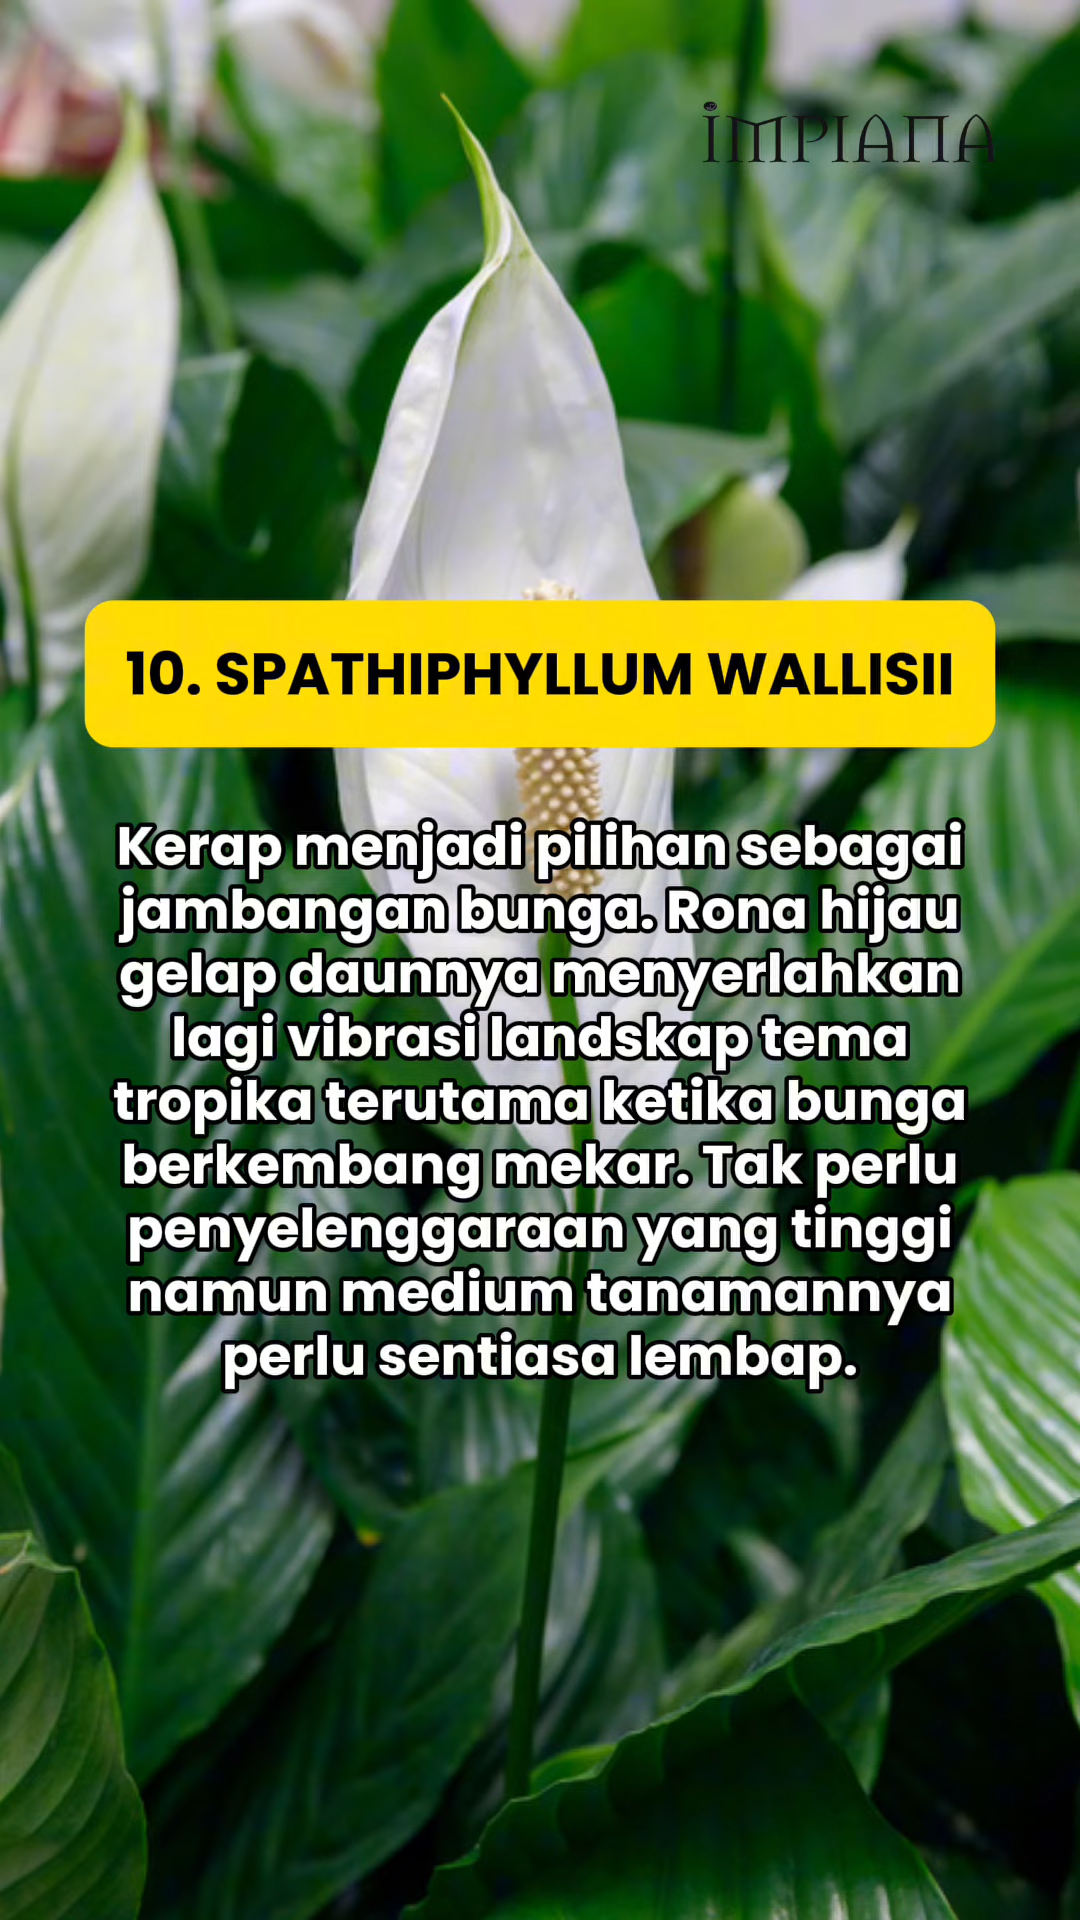 İMPIANA
10. SPATHIPHYLLUM WALLISII
Kerap menjadi pilihan sebagai
jambangan bunga. Rona hijau
gelap daunnya menyerlahkan
lagi vibrasi landskap tema
tropika terutama ketika bunga
berkembang mekar. Tak perlu
penyelenggaraan yang tinggi
namun medium tanamannya
perlu sentiasa lembap.